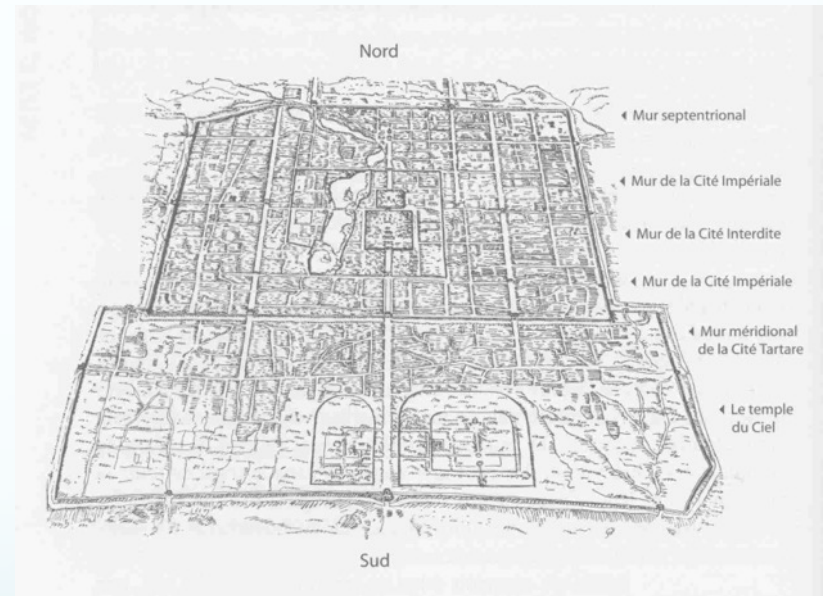 Nord
Mur septentrional
Mur de la Cité Impériale
Mur de la Cité Interdite
Mur de la Cité Impériale
Mur méridional
de la Cité Tartare
Le temple
du Ciel
Sud